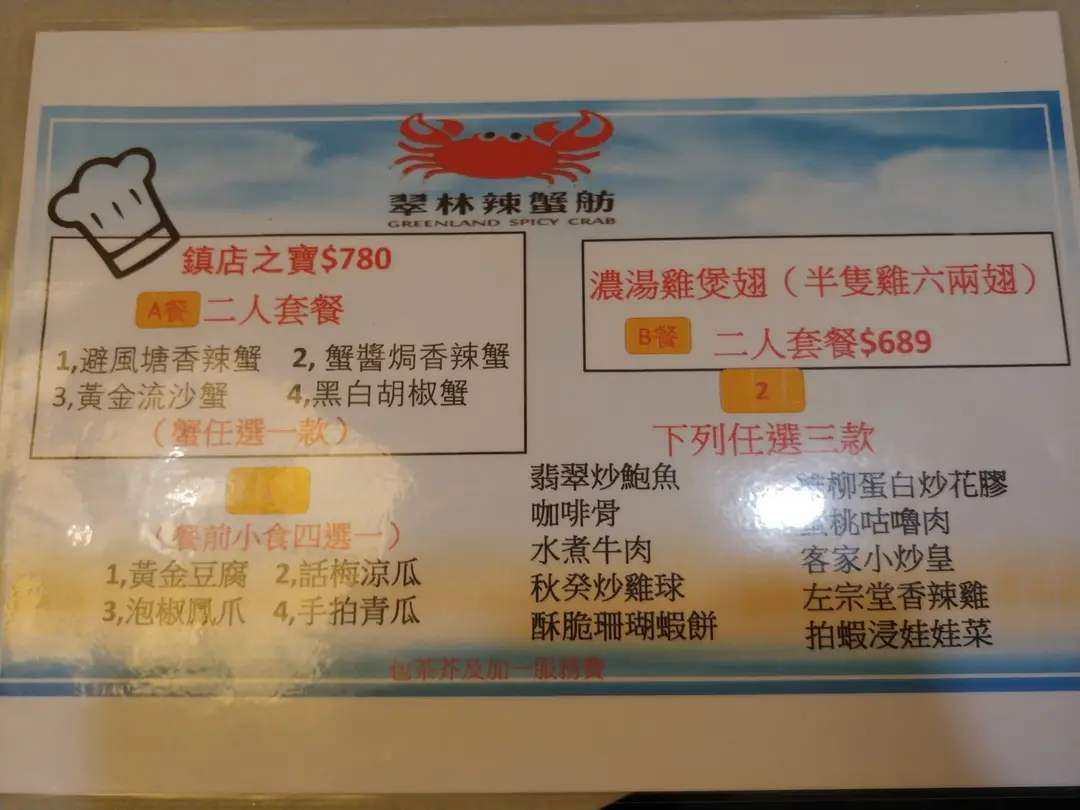 翠林辣蟹舫
GREENLAND SPICY CRAB
鎮店之寶$780
A餐 二人套餐
1,避風塘香辣蟹 2, 蟹醬焗香辣蟹
3,黃金流沙蟹 4,黑白胡椒蟹
（蟹任選一款）
（餐前小食四選一）
1,黃金豆腐 2,話梅涼瓜
3,泡椒鳳爪 4,手拍青瓜
濃湯雞煲翅（半隻雞六兩翅）
B餐 二人套餐$689
2
下列任選三款
翡翠炒鮑魚
咖啡骨
水煮牛肉
秋癸炒雞球
酥脆珊瑚蝦餅
柳蛋白炒花膠
蜜桃咕嚕肉
客家小炒皇
左宗堂香辣雞
拍蝦浸娃娃菜
包茶芥及加一服務費